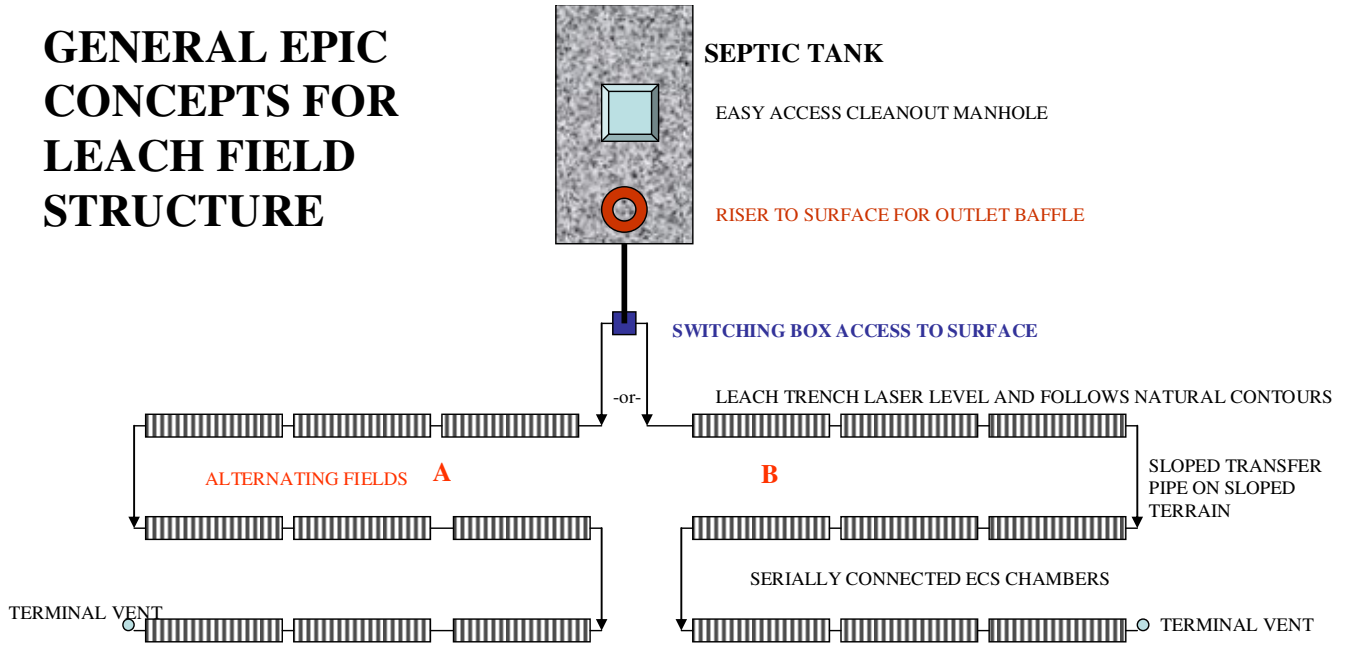 GENERAL EPIC
CONCEPTS FOR
LEACH FIELD
STRUCTURE
SEPTIC TANK
EASY ACCESS CLEANOUT MANHOLE
RISER TO SURFACE FOR OUTLET BAFFLE
SWITCHING BOX ACCESS TO SURFACE
-or-
LEACH TRENCH LASER LEVEL AND FOLLOWS NATURAL CONTOURS
ALTERNATING FIELDS A
B
SLOPED TRANSFER
PIPE ON SLOPED
TERRAIN
SERIALLY CONNECTED ECS CHAMBERS
TERMINAL VENT
TERMINAL VENT